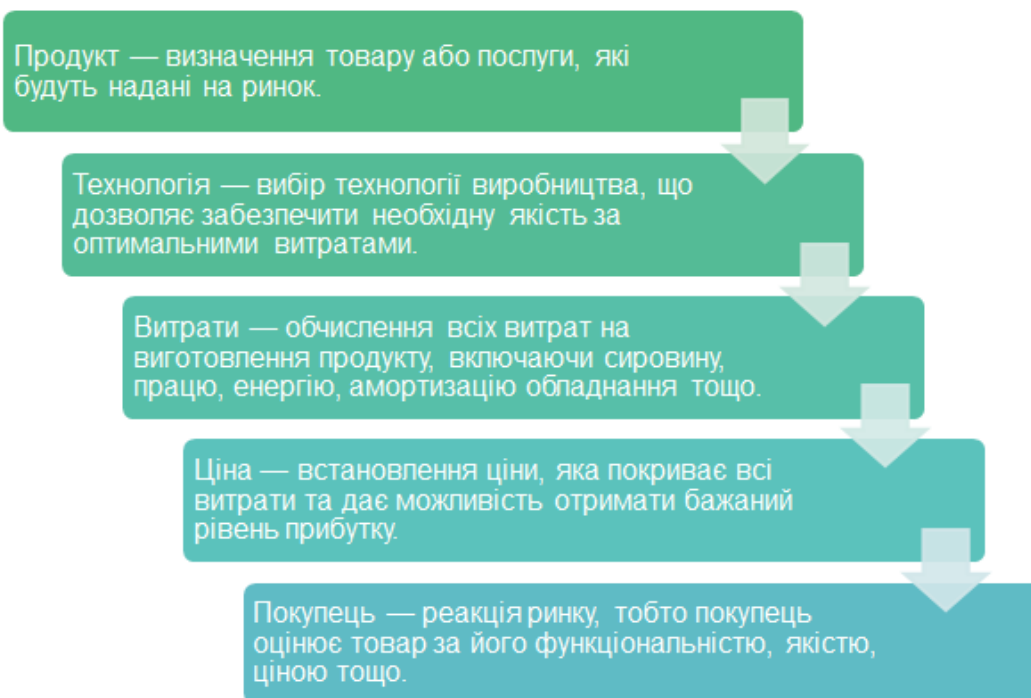 Продукт — визначення товару або послуги, які
будуть надані на ринок.
Технологія — вибір технології виробництва, що
дозволяє забезпечити необхідну якість за
оптимальними витратами.
Витрати — обчислення всіх витрат на
виготовлення продукту, включаючи сировину,
працю, енергію, амортизацію обладнання тощо.
Ціна — встановлення ціни, яка покриває всі
витрати та дає можливість отримати бажаний
рівень прибутку.
Покупець — реакція ринку, тобто покупець
оцінює товар за його функціональністю, якістю,
ціною тощо.